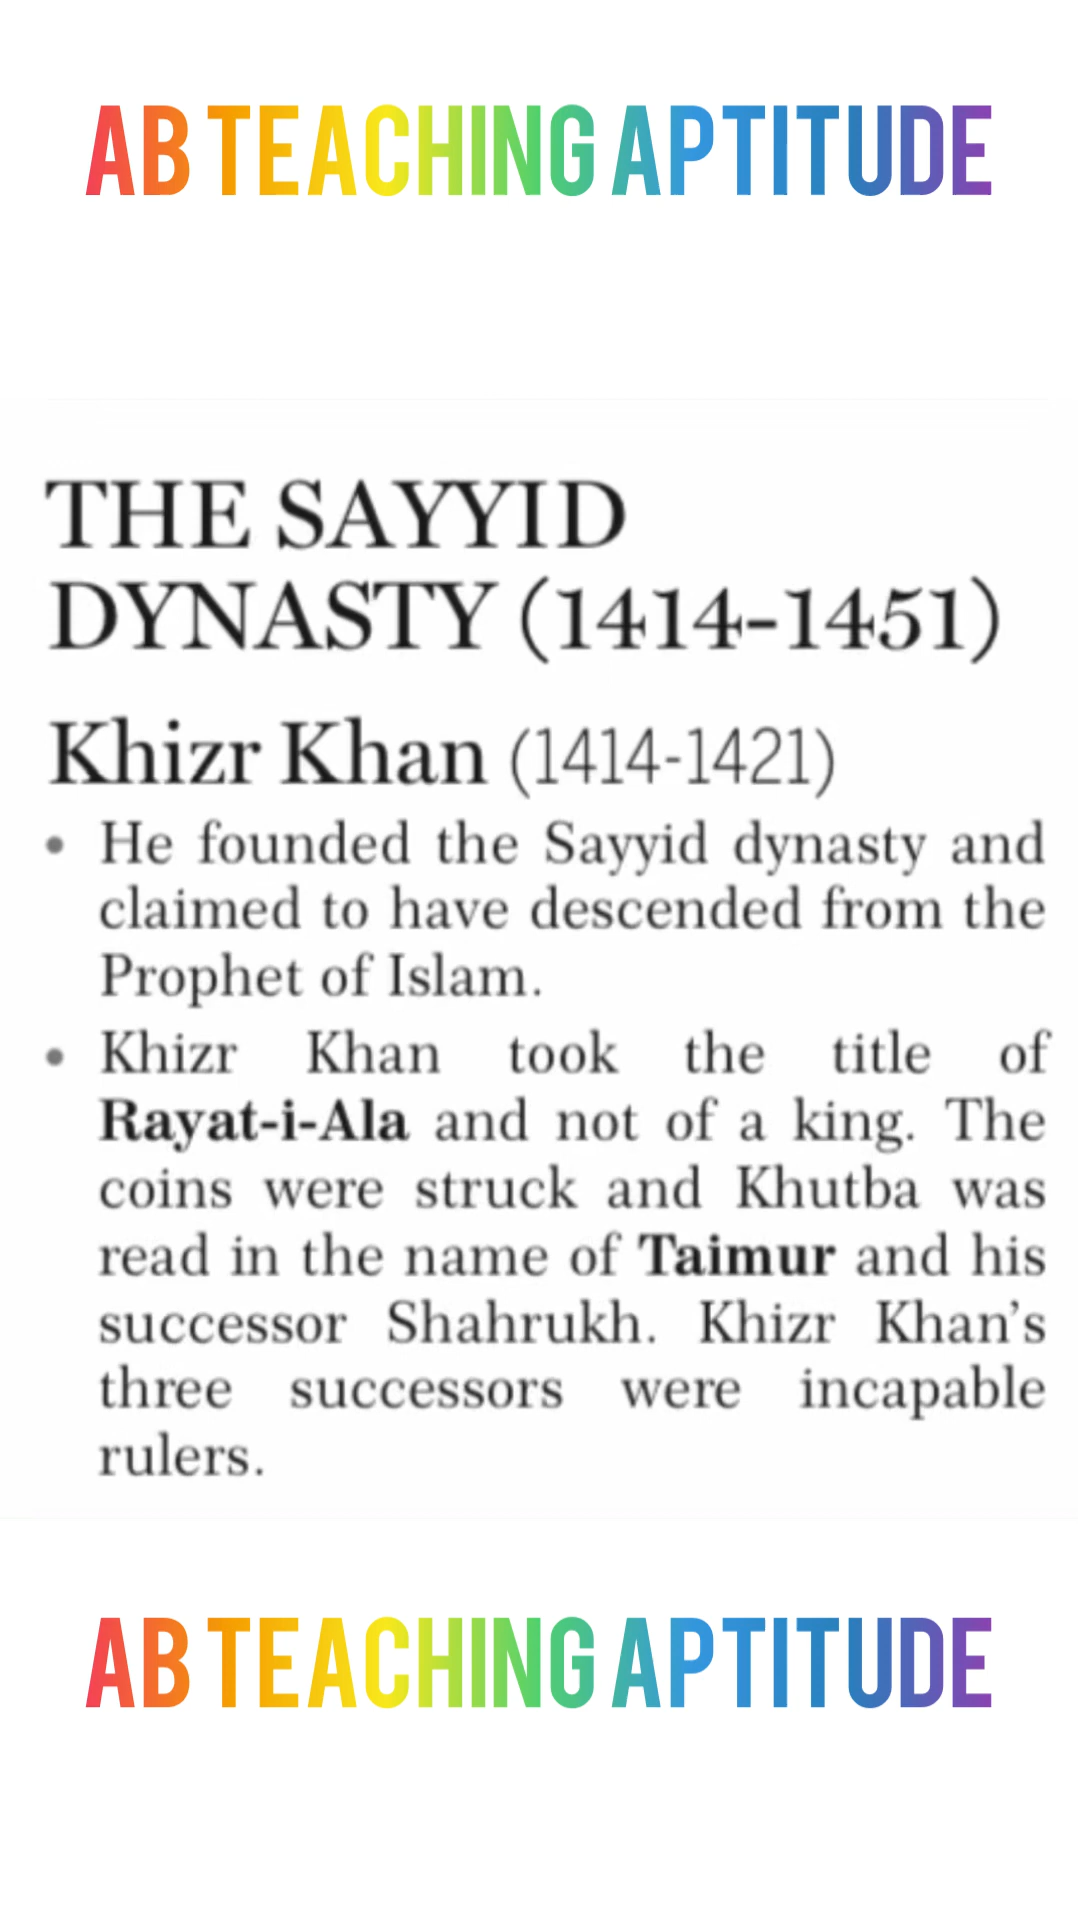 AB TEACHING APTITUDE
THE SAYYID
DYNASTY (1414-1451)
Khizr Khan (1414-1421)
• He founded the Sayyid dynasty and
claimed to have descended from the
Prophet of Islam.
• Khizr Khan took the title of
Rayat-i-Ala and not of a king. The
coins were struck and Khutba was
read in the name of Taimur and his
successor Shahrukh. Khizr Khan’s
three successors were incapable
rulers.
AB TEACHING APTITUDE